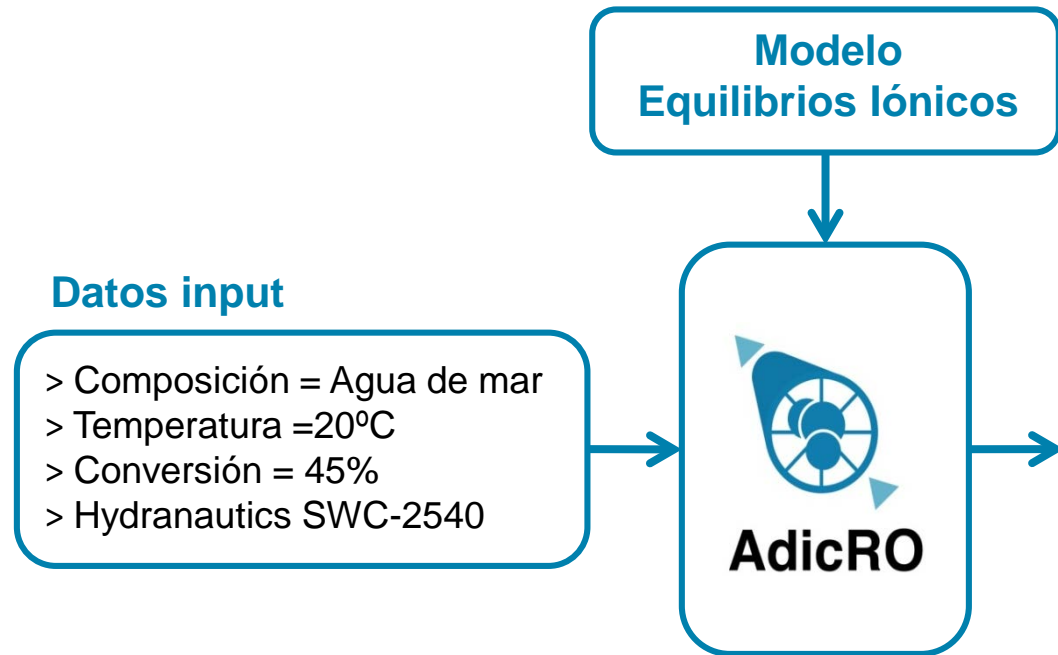 Modelo
Equilibrios Iónicos
Datos input
> Composición = Agua de mar
> Temperatura =20ºC
> Conversión = 45%
> Hydranautics SWC-2540
AdicRO